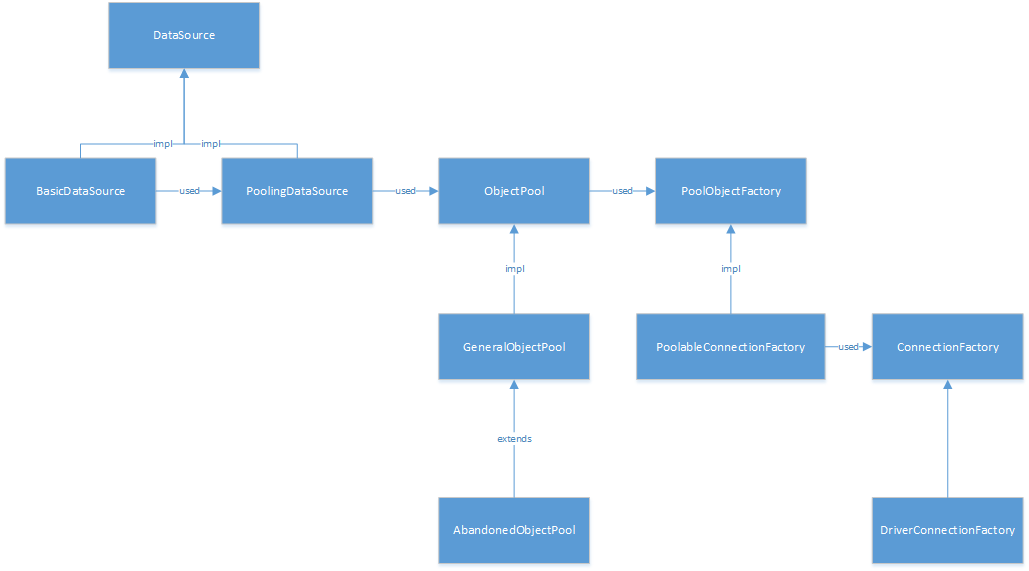 DataSource
impl
impl
BasicDataSource
used
PoolingDataSource
used
ObjectPool
used
PoolObjectFactory
impl
impl
GeneralObjectPool
PoolableConnectionFactory
used
ConnectionFactory
extends
AbandonedObjectPool
DriverConnectionFactory